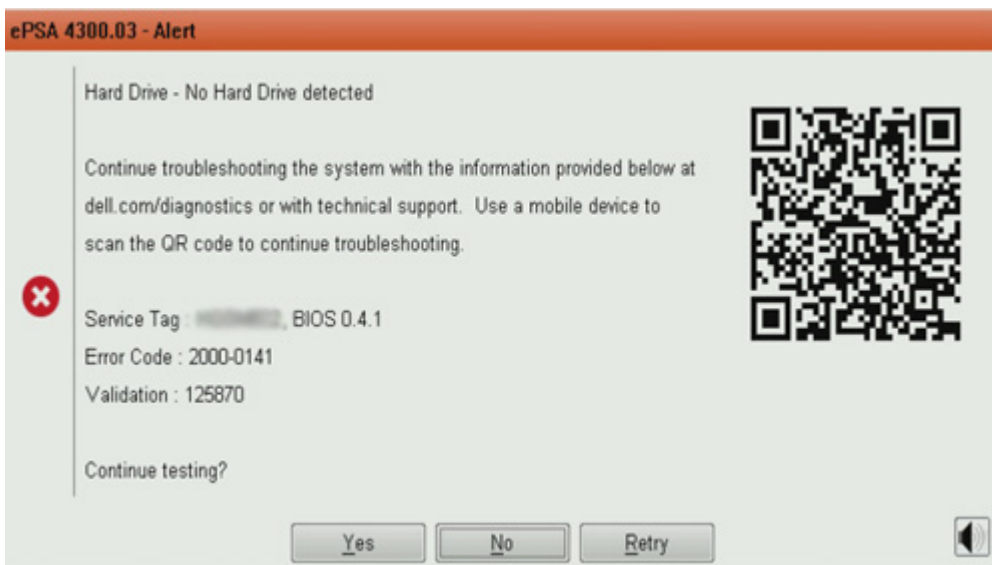 ePSA 4300.03 - Alert
Hard Drive - No Hard Drive detected
Continue troubleshooting the system with the information provided below at
dell.com/diagnostics or with technical support. Use a mobile device to
scan the QR code to continue troubleshooting.
Service Tag : , BIOS 0.4.1
Error Code : 2000-0141
Validation : 125870
Continue testing?
Yes
No
Retry